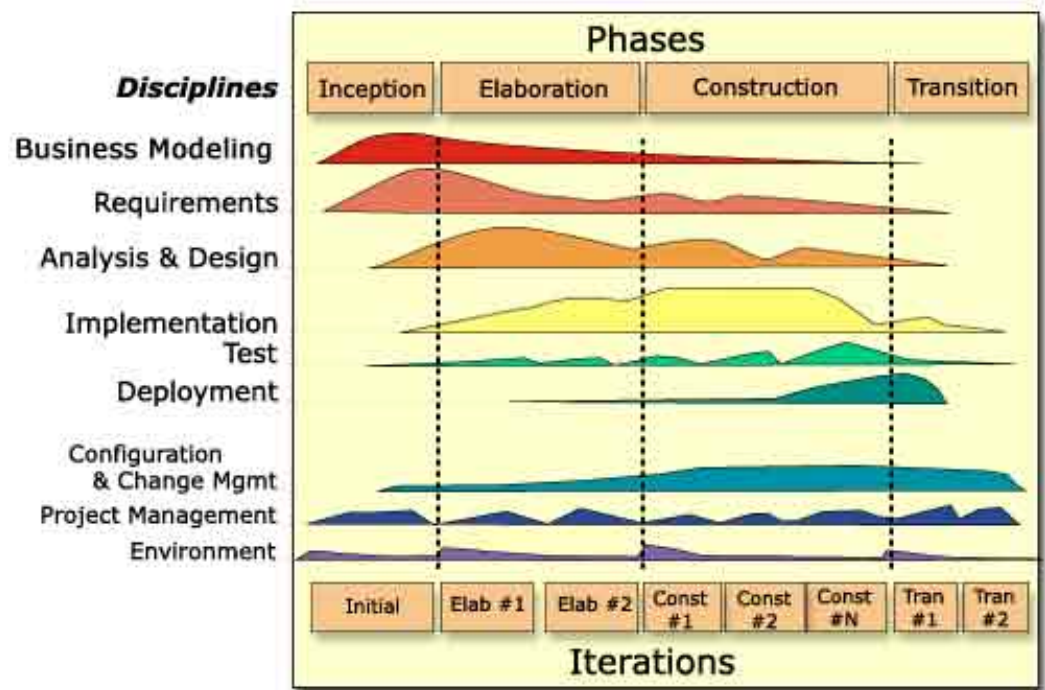 Phases
Disciplines
Inception
Elaboration
Construction
Transition
Business Modeling
Requirements
Analysis & Design
Implementation
Test
Deployment
Configuration
& Change Mgmt
Project Management
Environment
Initial
Elab #1
Elab #2
Const
#1
Const
#2
Const
#N
Tran
#1
Tran
#2
Iterations